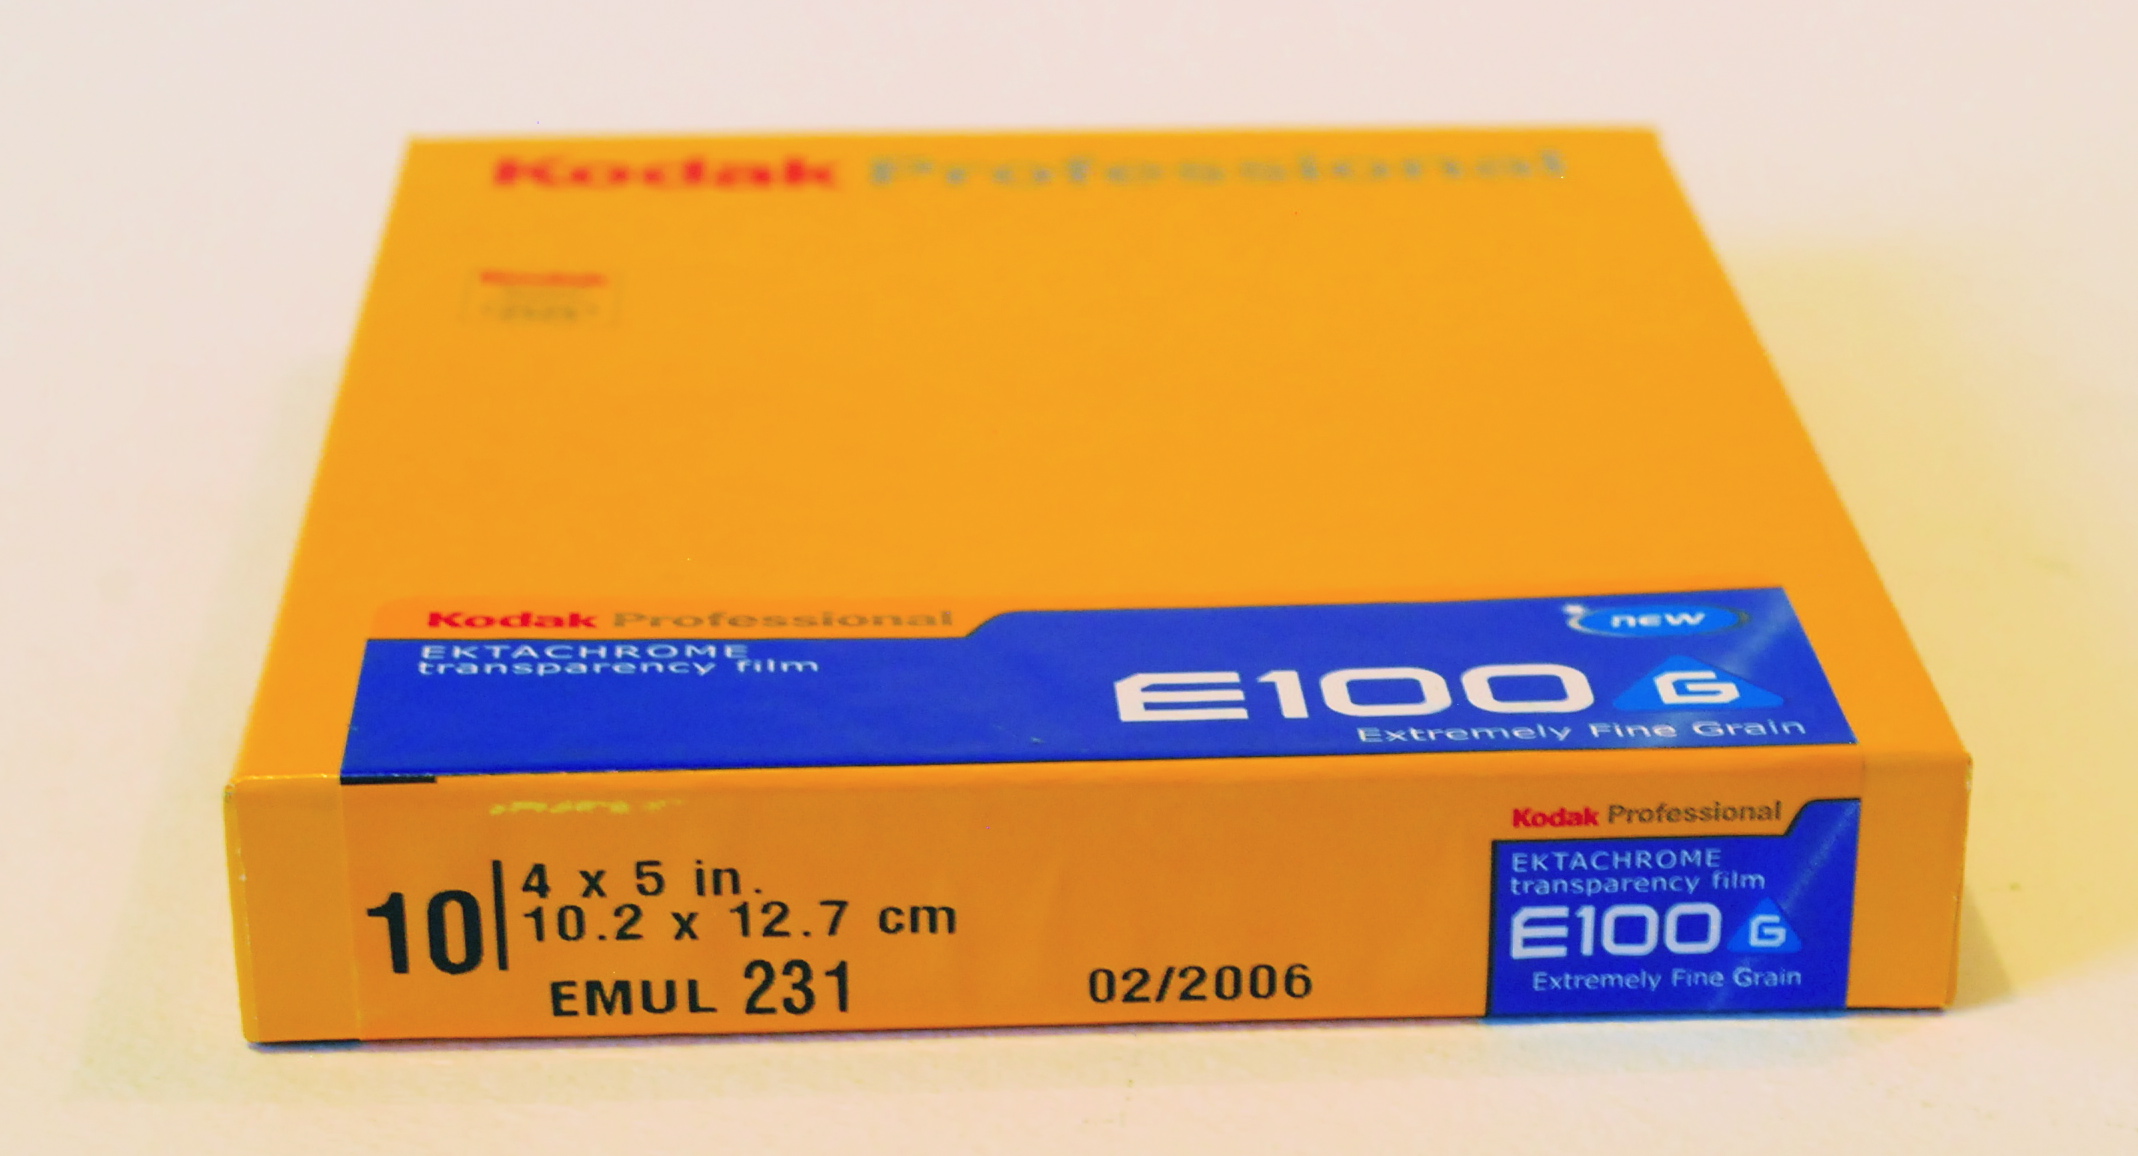 Kodak Professional
Kodak
Kodak Professional
new
EKTACHROME
transparency film
E100 G
Extremely Fine Grain
10 4 x 5 in.
10.2 x 12.7 cm
EMUL 231
02/2006
Kodak Professional
EKTACHROME
transparency film
E100 G
Extremely Fine Grain